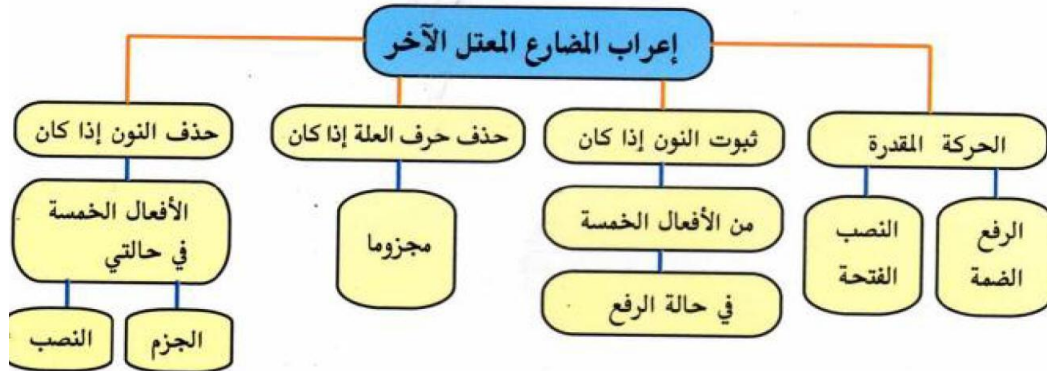 إعراب المضارع المعتل الآخر
الحركة المقدرة
الرفع
الضمة
النصب
الفتحة
ثبوت النون إذا كان
من الأفعال الخمسة
في حالة الرفع
حذف حرف العلة إذا كان
مجزوما
حذف النون إذا كان
الأفعال الخمسة
في حالتي
الجزم
النصب